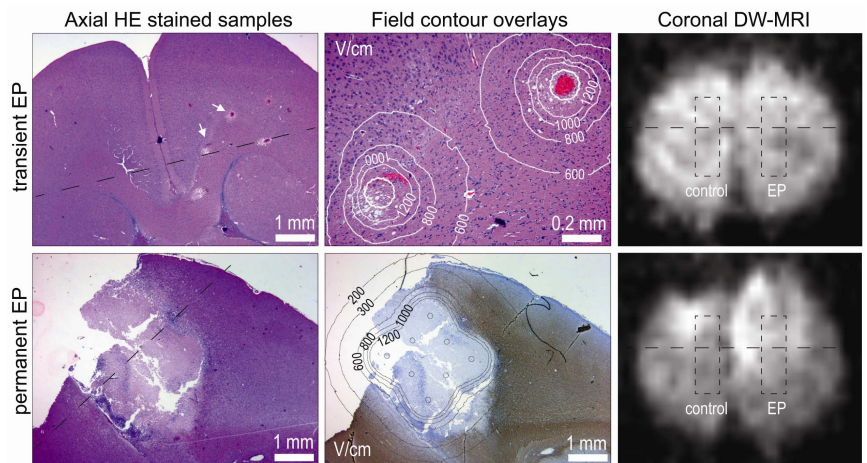 Axial HE stained samples
Field contour overlays
Coronal DW-MRI
transient EP
1 mm
V/cm
1200
1000
800
600
1000
1200
800
600
0.2 mm
control
EP
permanent EP
1 mm
200
300
1000
1200
800
600
V/cm
1 mm
control
EP